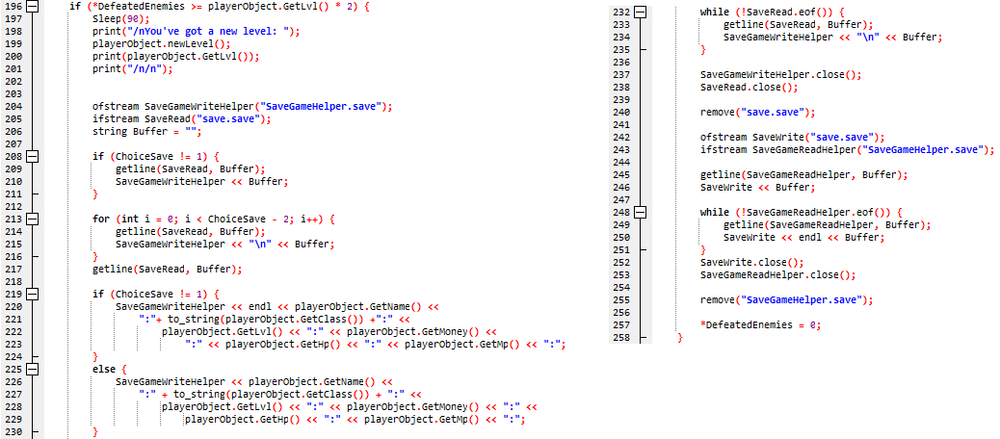 196 if (*DefeatedEnemies >= playerObject.GetLvl() * 2) {
197 Sleep(90);
198 print("/nYou've got a new level: ");
199 playerObject.newLevel();
200 print(playerObject.GetLvl());
201 print("/n/n");
202
203
204 ofstream SaveGameWriteHelper("SaveGameHelper.save");
205 ifstream SaveRead("save.save");
206 string Buffer = "";
207
208 if (ChoiceSave != 1) {
209 getline(SaveRead, Buffer);
210 SaveGameWriteHelper << Buffer;
211 }
212
213 for (int i = 0; i < ChoiceSave - 2; i++) {
214 getline(SaveRead, Buffer);
215 SaveGameWriteHelper << "\n" << Buffer;
216 }
217 getline(SaveRead, Buffer);
218
219 if (ChoiceSave != 1) {
220 SaveGameWriteHelper << endl << playerObject.GetName() <<
221 ":"+ to_string(playerObject.GetClass()) +":" <<
222 playerObject.GetLvl() << ":" << playerObject.GetMoney() <<
223 ":" << playerObject.GetHp() << ":" << playerObject.GetMp() << ":";
224 }
225 else {
226 SaveGameWriteHelper << playerObject.GetName() <<
227 ":" + to_string(playerObject.GetClass()) + ":" <<
228 playerObject.GetLvl() << ":" << playerObject.GetMoney() << ":" <<
229 playerObject.GetHp() << ":" << playerObject.GetMp() << ":";
230 }
232 while (!SaveRead.eof()) {
233 getline(SaveRead, Buffer);
234 SaveGameWriteHelper << "\n" << Buffer;
235 }
236
237 SaveGameWriteHelper.close();
238 SaveRead.close();
239
240 remove("save.save");
241
242 ofstream SaveWrite("save.save");
243 ifstream SaveGameReadHelper("SaveGameHelper.save");
244
245 getline(SaveGameReadHelper, Buffer);
246 SaveWrite << Buffer;
247
248 while (!SaveGameReadHelper.eof()) {
249 getline(SaveGameReadHelper, Buffer);
250 SaveWrite << endl << Buffer;
251 }
252 SaveWrite.close();
253 SaveGameReadHelper.close();
254
255 remove("SaveGameHelper.save");
256
257 *DefeatedEnemies = 0;
258 }